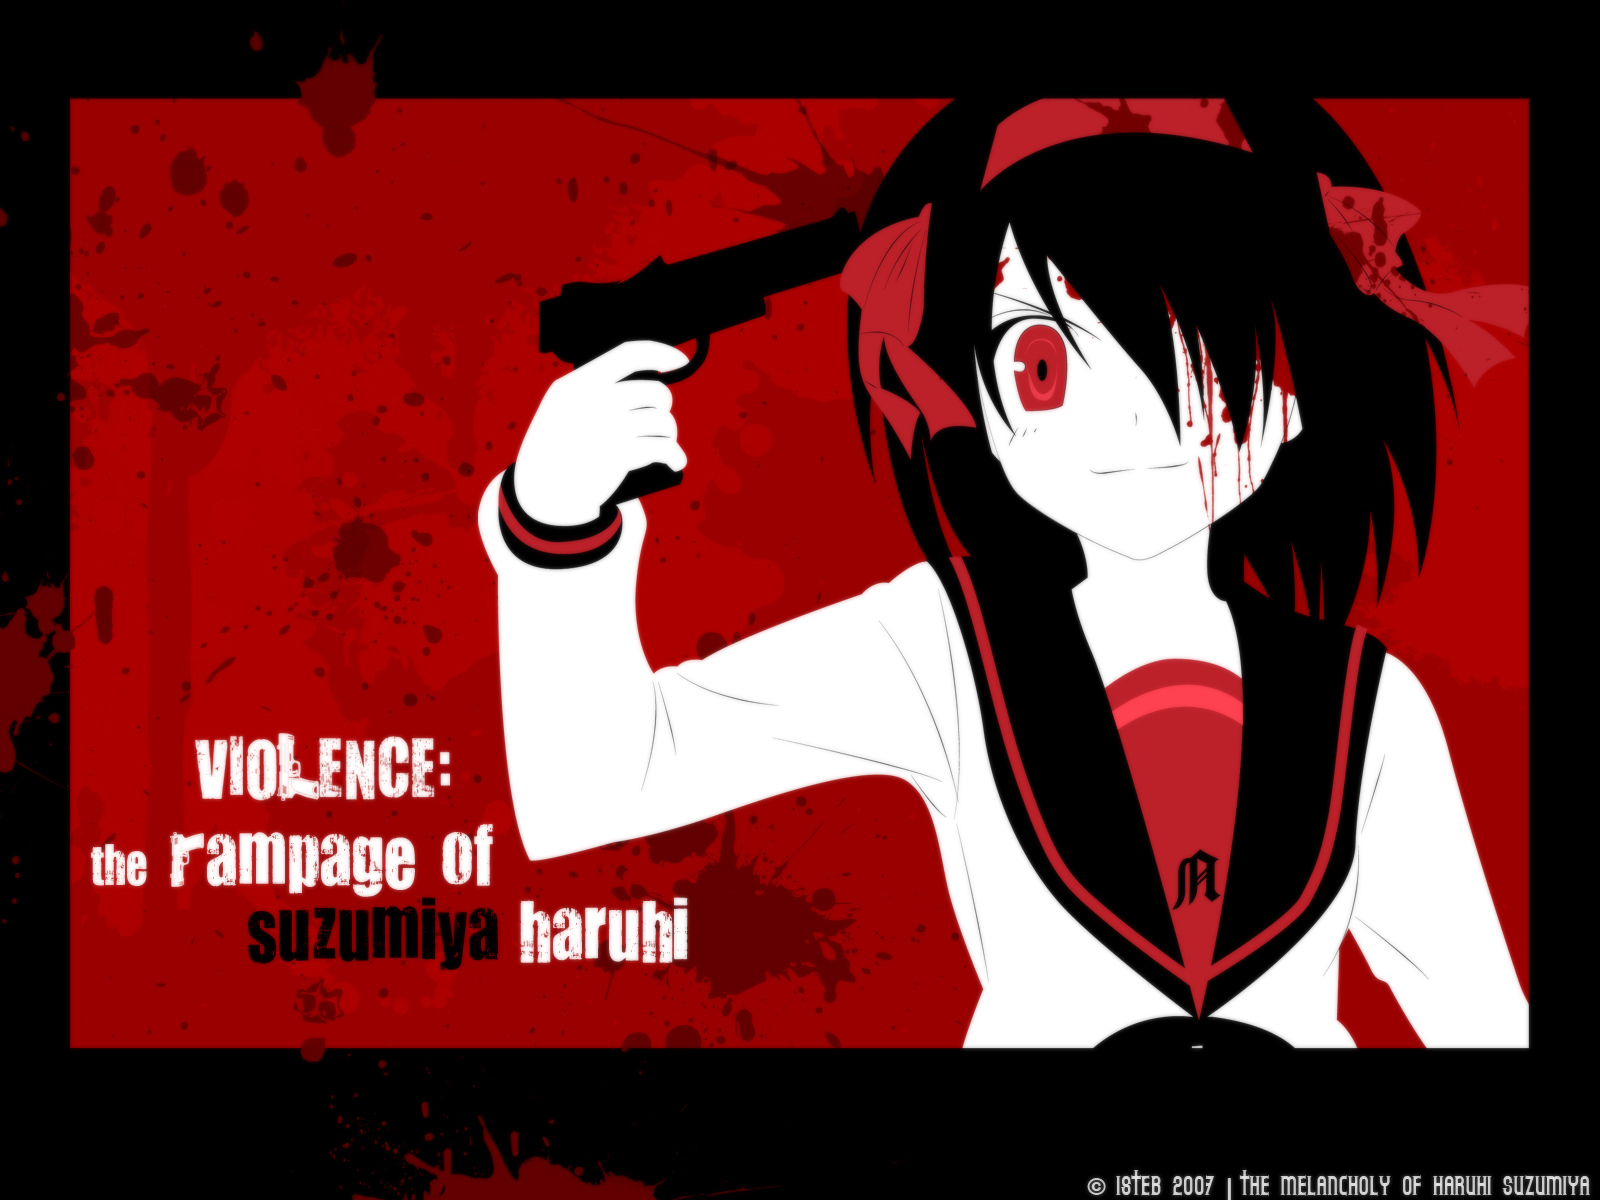 VIOLENCE:
the rampage of
suzumiya haruhi
A
© 18TEB 2007 | THE MELANCHOLY OF HARUHI SUZUMIYA